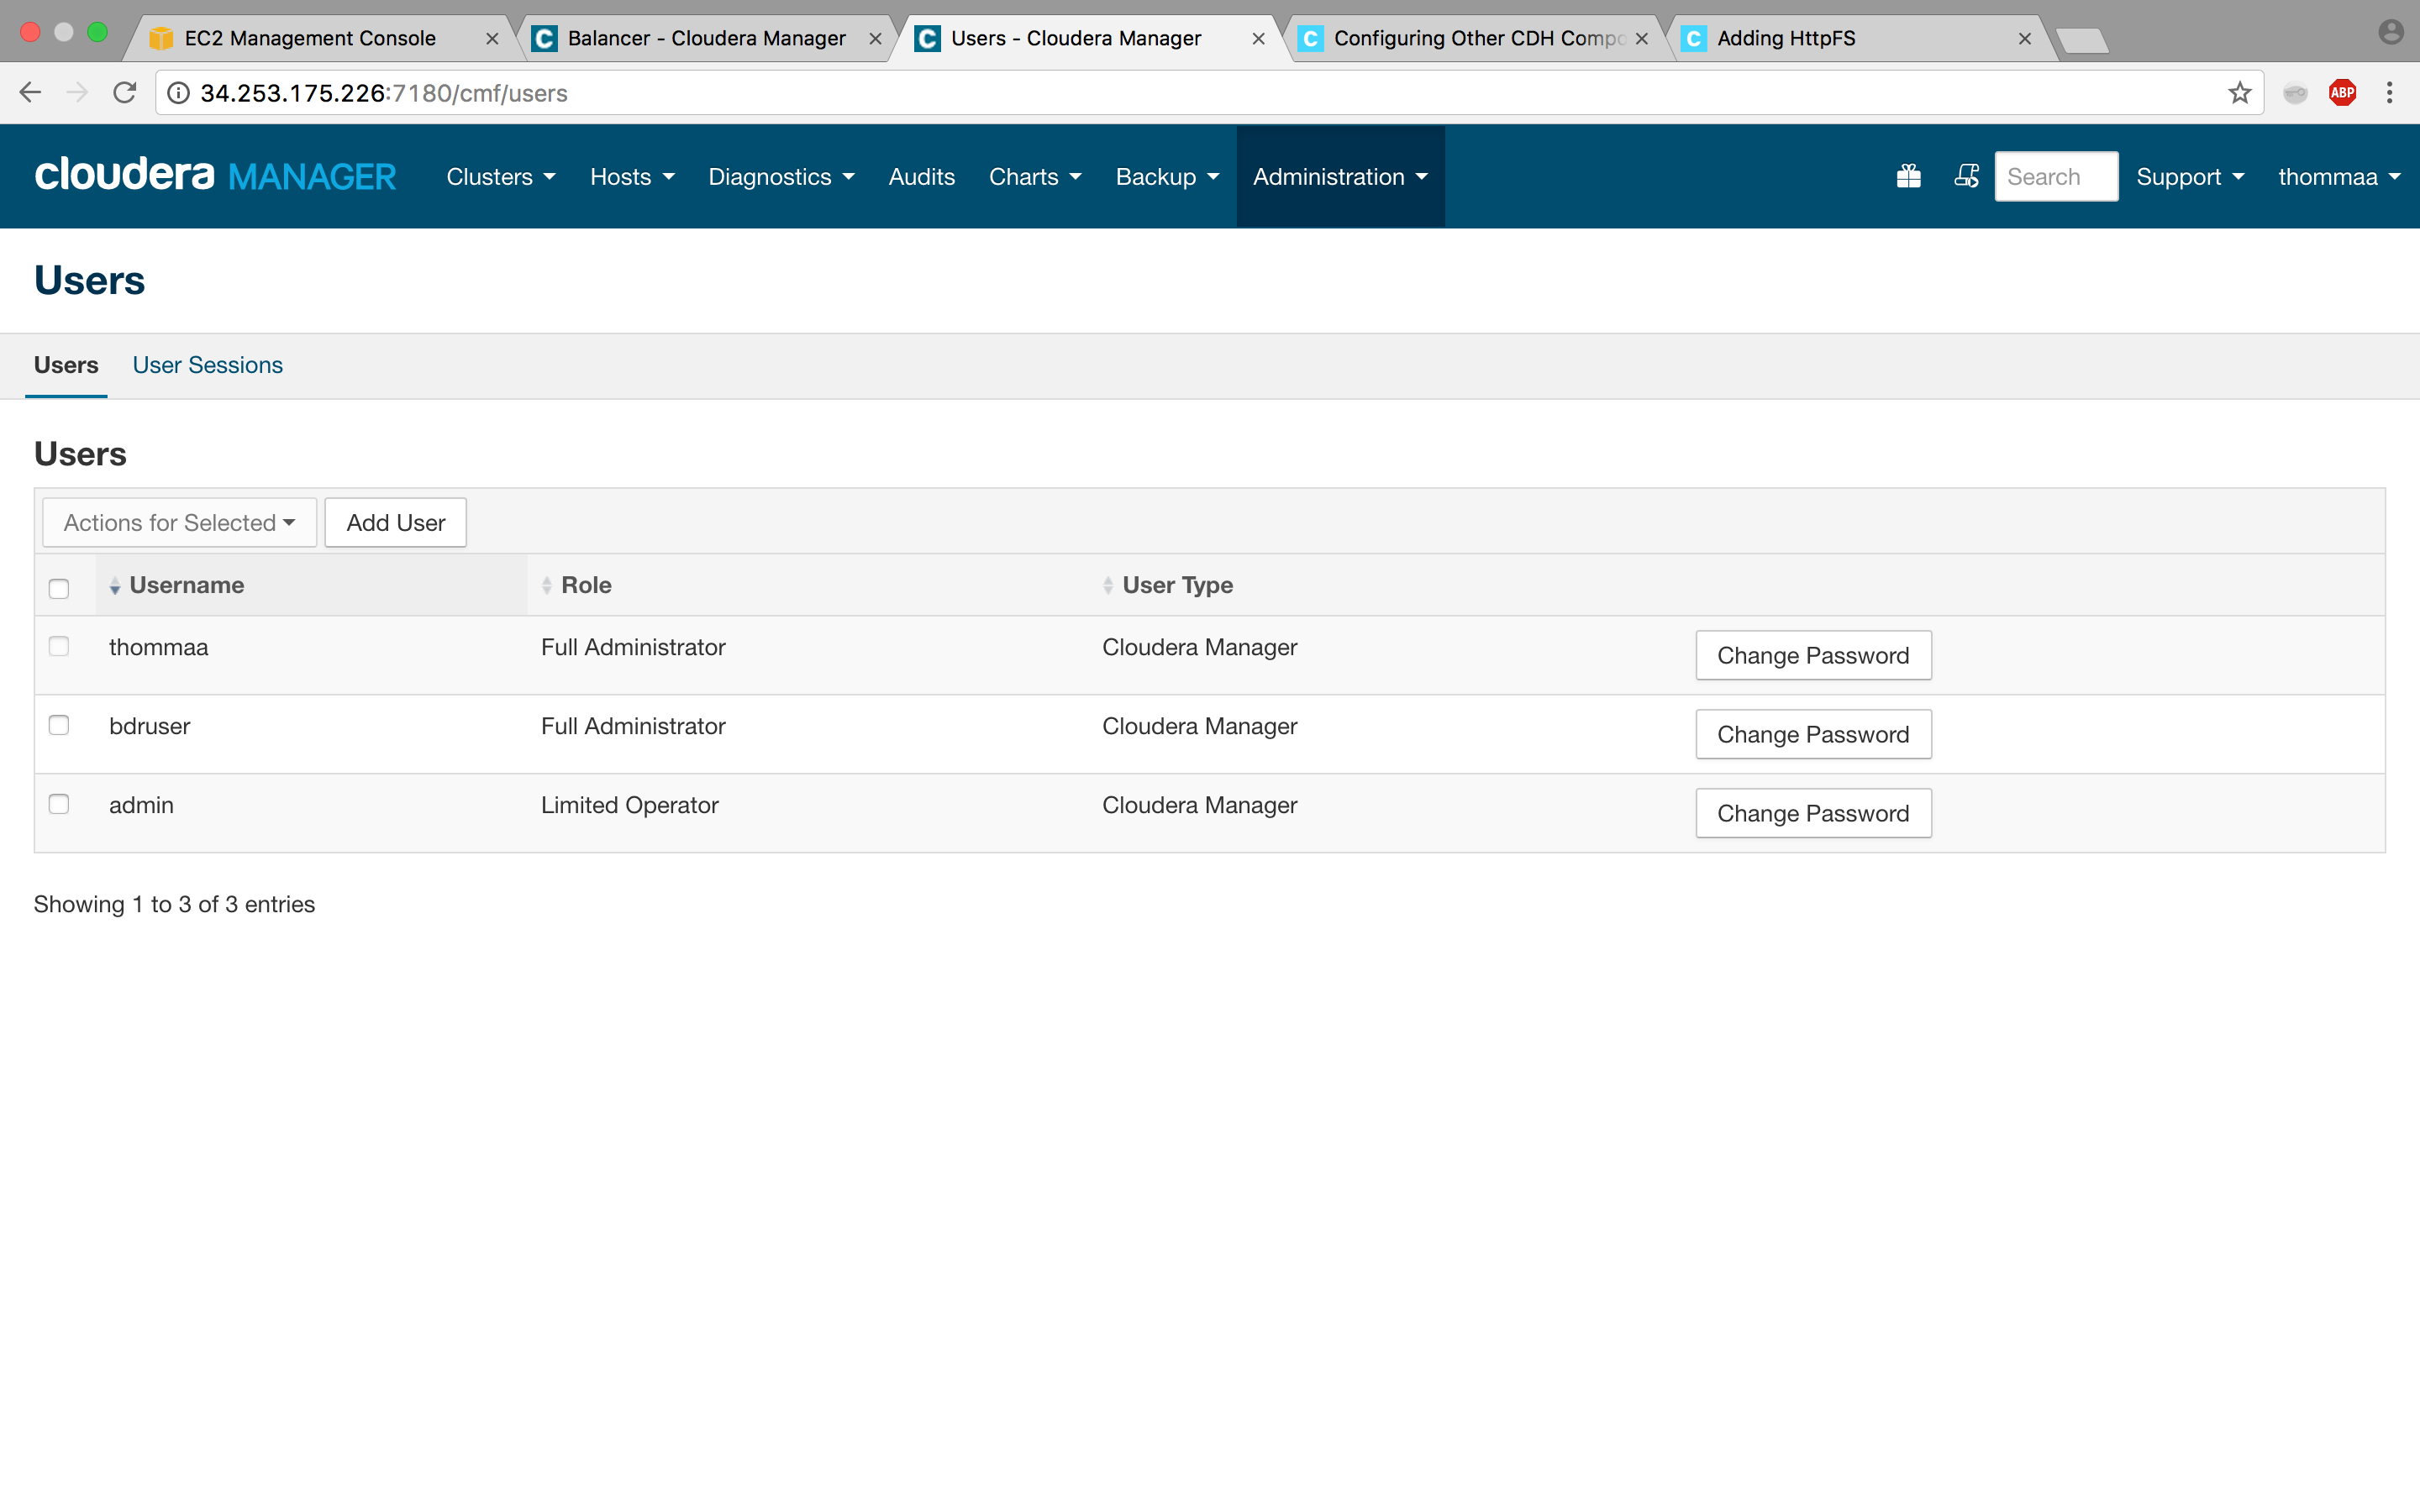 EC2 Management Console
Balancer - Cloudera Manager
Users - Cloudera Manager
Configuring Other CDH Compo
Adding HttpFS
34.253.175.226:7180/cmf/users
ABP
cloudera MANAGER
Clusters
Hosts
Diagnostics
Audits
Charts
Backup
Administration
Search
Support
thommaa
Users
Users
User Sessions
Users
Actions for Selected
Add User
Username Role User Type
thommaa Full Administrator Cloudera Manager Change Password
bdruser Full Administrator Cloudera Manager Change Password
admin Limited Operator Cloudera Manager Change Password
Showing 1 to 3 of 3 entries